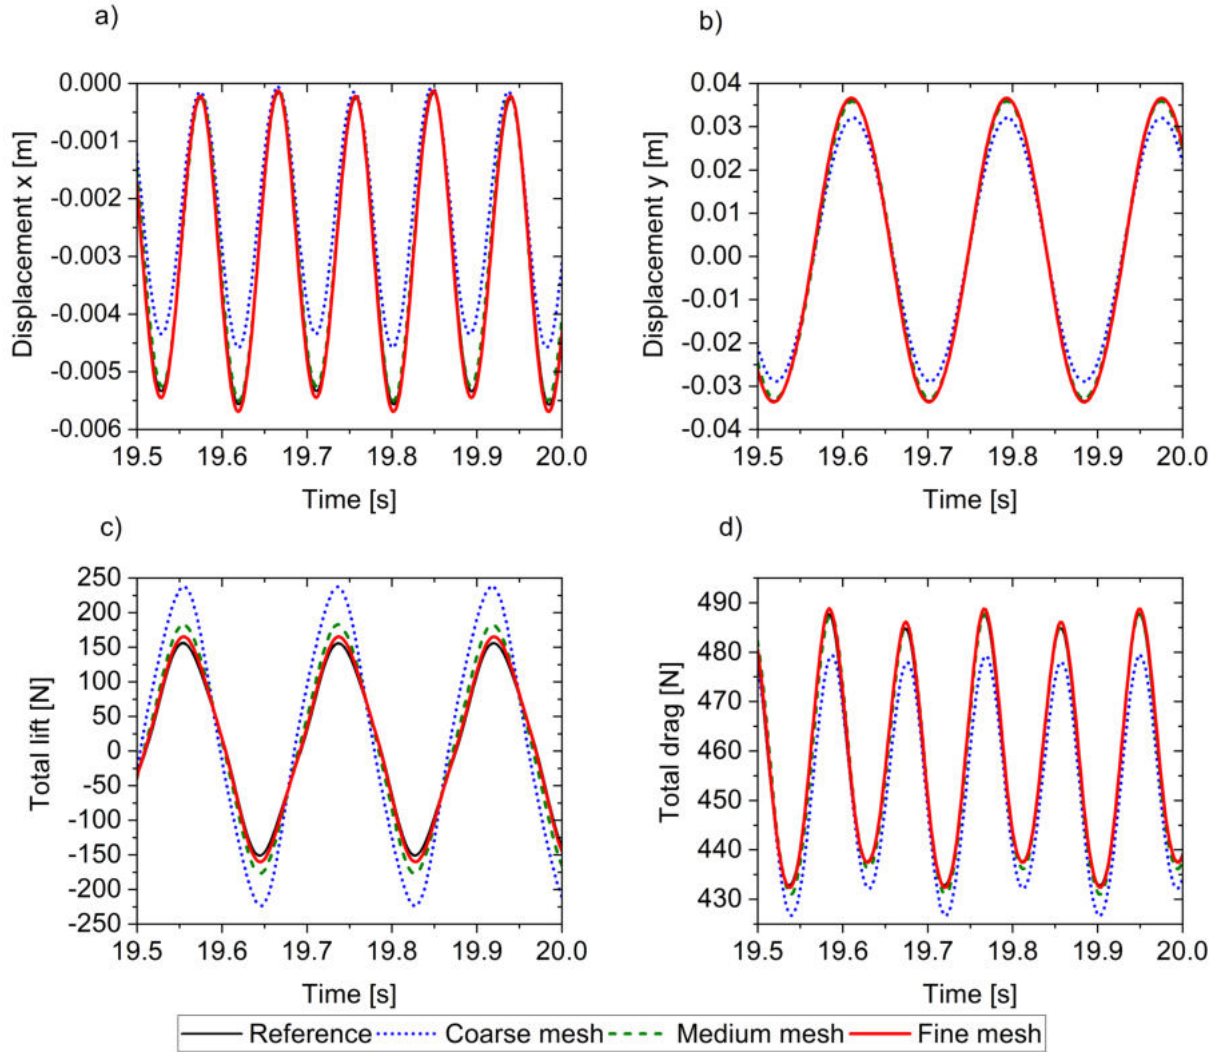 a)
0.000
-0.001
-0.002
-0.003
-0.004
-0.005
-0.006
Displacement x [m]
19.5 19.6 19.7 19.8 19.9 20.0
Time [s]
b)
0.04
0.03
0.02
0.01
0.00
-0.01
-0.02
-0.03
-0.04
Displacement y [m]
19.5 19.6 19.7 19.8 19.9 20.0
Time [s]
c)
250
200
150
100
50
0
-50
-100
-150
-200
-250
Total lift [N]
19.5 19.6 19.7 19.8 19.9 20.0
Time [s]
d)
490
480
470
460
450
440
430
Total drag [N]
19.5 19.6 19.7 19.8 19.9 20.0
Time [s]
Reference Coarse mesh Medium mesh Fine mesh